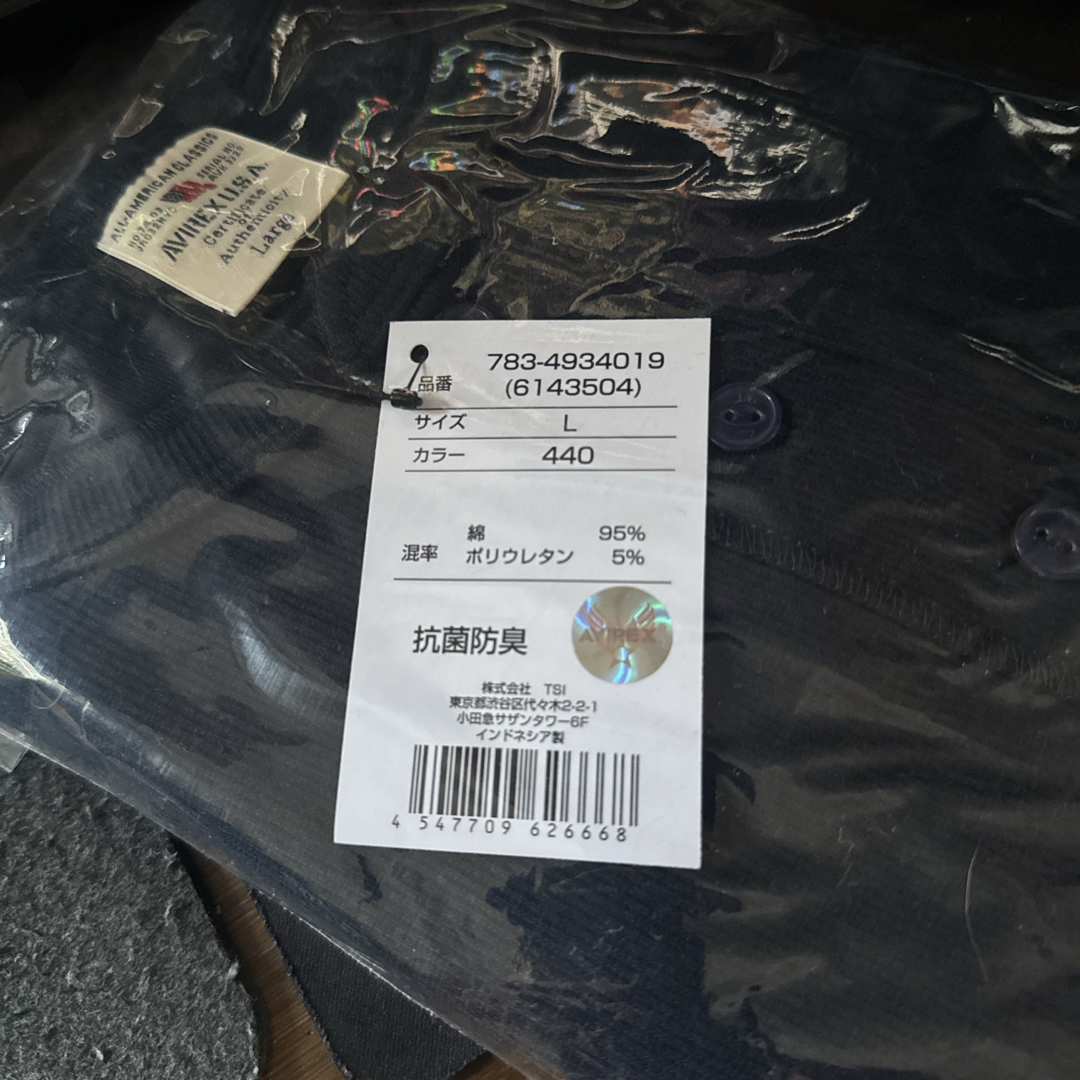 ALL-AMERICAN CLASSICS
SERIAL NO.
AVIREX U.S.A.
Certificate
of
Authenticity
Large
783-4934019
品番
(6143504)
サイズ L
カラー 440
綿 95%
混率 ポリウレタン 5%
抗菌防臭
AVIREX
株式会社 TSI
東京都渋谷区代々木2-2-1
小田急サザンタワー6F
インドネシア製
4 547709 626668